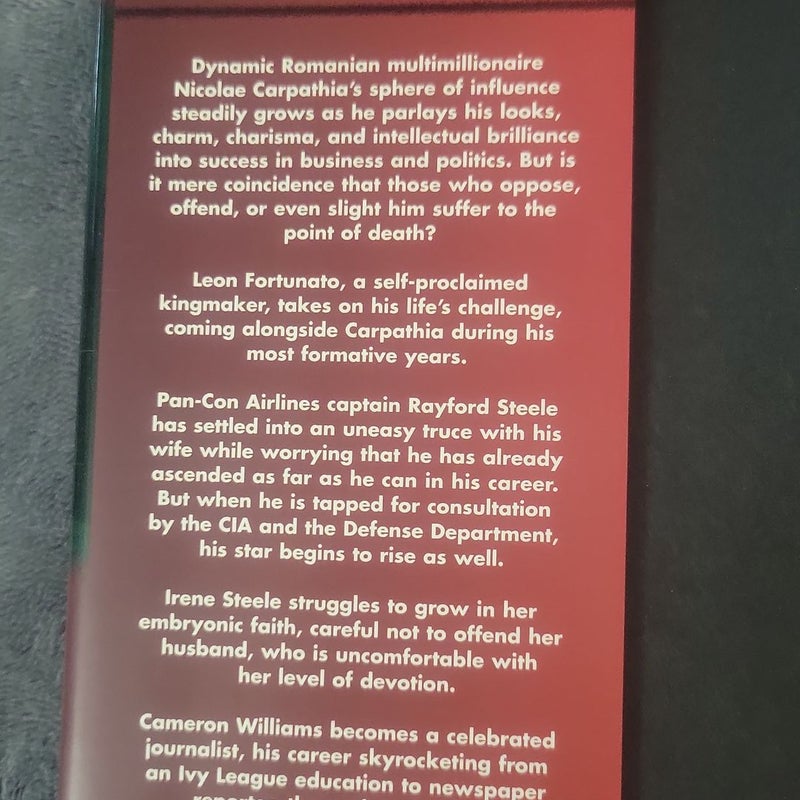 Dynamic Romanian multimillionaire
Nicolae Carpathia's sphere of influence
steadily grows as he parlays his looks,
charm, charisma, and intellectual brilliance
into success in business and politics. But is
it mere coincidence that those who oppose,
offend, or even slight him suffer to the
point of death?
Leon Fortunato, a self-proclaimed
kingmaker, takes on his life's challenge,
coming alongside Carpathia during his
most formative years.
Pan-Con Airlines captain Rayford Steele
has settled into an uneasy truce with his
wife while worrying that he has already
ascended as far as he can in his career.
But when he is tapped for consultation
by the CIA and the Defense Department,
his star begins to rise as well.
Irene Steele struggles to grow in her
embryonic faith, careful not to offend her
husband, who is uncomfortable with
her level of devotion.
Cameron Williams becomes a celebrated
journalist, his career skyrocketing from
an Ivy League education to newspaper